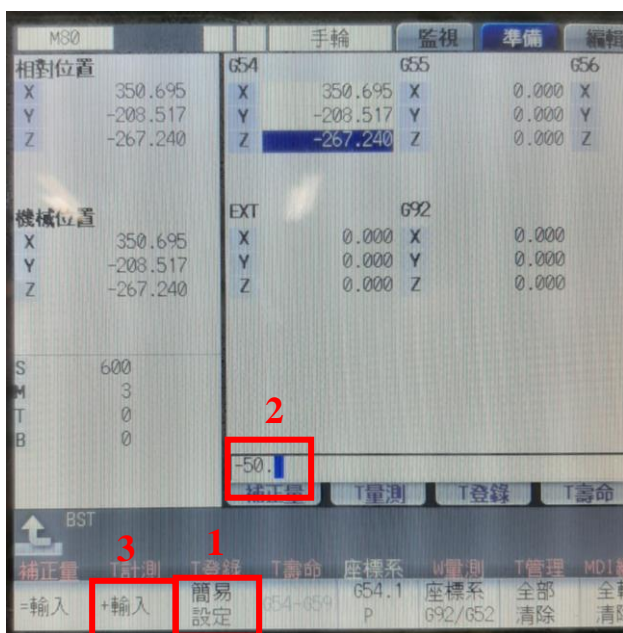 M80 手輪 監視 準備 編輯
相對位置 G54 G55 G56
X 350.695 X 350.695 X 0.000 X
Y -208.517 Y -208.517 Y 0.000 Y
Z -267.240 Z -267.240 Z 0.000 Z
機械位置 EXT G92
X 350.695 X 0.000 X 0.000
Y -208.517 Y 0.000 Y 0.000
Z -267.240 Z 0.000 Z 0.000
S 600
M 3
T 0
B 0
2
-50.
補正量 T量測 T登錄 T壽命
BST
3 1
補正量 T計測 T登錄 T壽命 座標系 W量測 T管理 MDI
=輸入 +輸入 簡易 G54-G59 G54.1 座標系 全部
設定 P G92/G52 清除